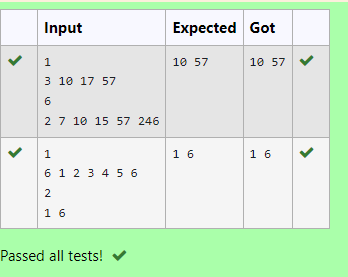 Input Expected Got
1 10 57 10 57
3 10 17 57
6
2 7 10 15 57 246
1 1 6 1 6
6 1 2 3 4 5 6
2
1 6
Passed all tests!